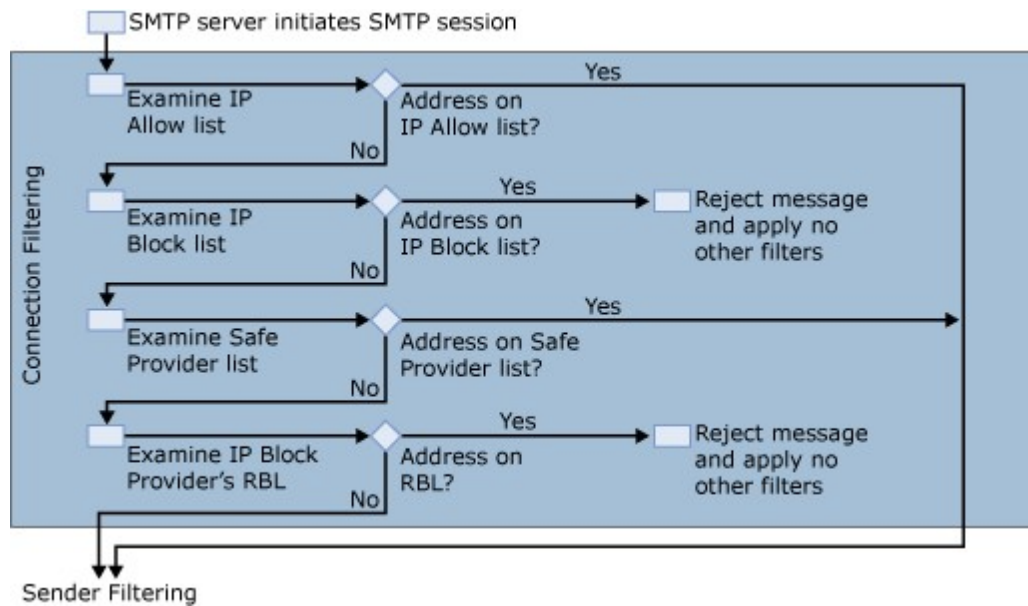 SMTP server initiates SMTP session
Connection Filtering
Yes
Examine IP
Allow list
Address on
IP Allow list?
No
Yes
Examine IP
Block list
Address on
IP Block list?
Reject message
and apply no
other filters
No
Yes
Examine Safe
Provider list
Address on Safe
Provider list?
No
Yes
Examine IP Block
Provider's RBL
Address on
RBL?
Reject message
and apply no
other filters
No
Sender Filtering